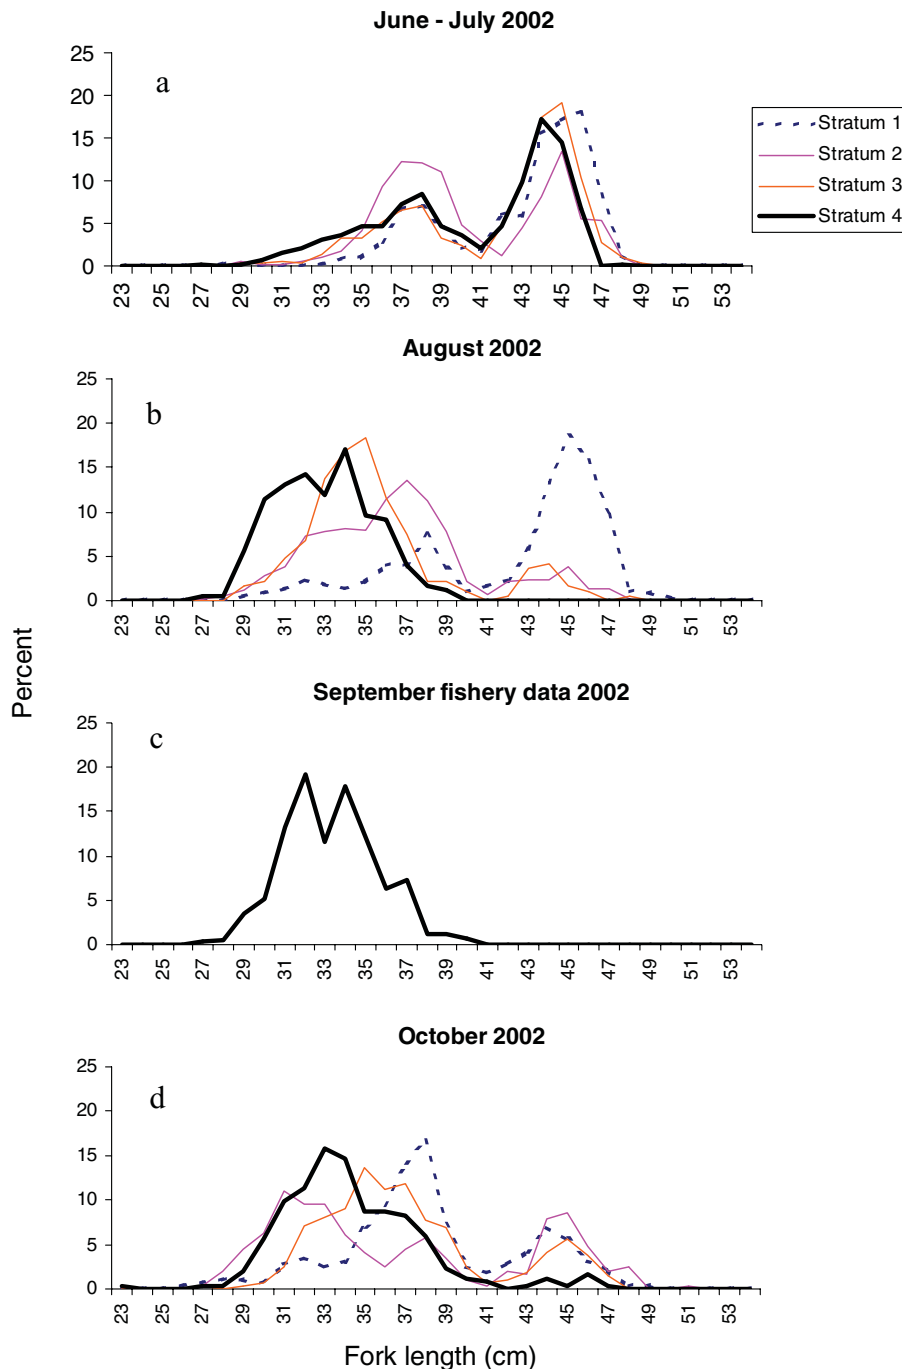 June - July 2002
a
25
20
15
10
5
0
23 25 27 29 31 33 35 37 39 41 43 45 47 49 51 53
Stratum 1
Stratum 2
Stratum 3
Stratum 4
August 2002
b
25
20
15
10
5
0
23 25 27 29 31 33 35 37 39 41 43 45 47 49 51 53
Percent
September fishery data 2002
c
25
20
15
10
5
0
23 25 27 29 31 33 35 37 39 41 43 45 47 49 51 53
October 2002
d
25
20
15
10
5
0
23 25 27 29 31 33 35 37 39 41 43 45 47 49 51 53
Fork length (cm)